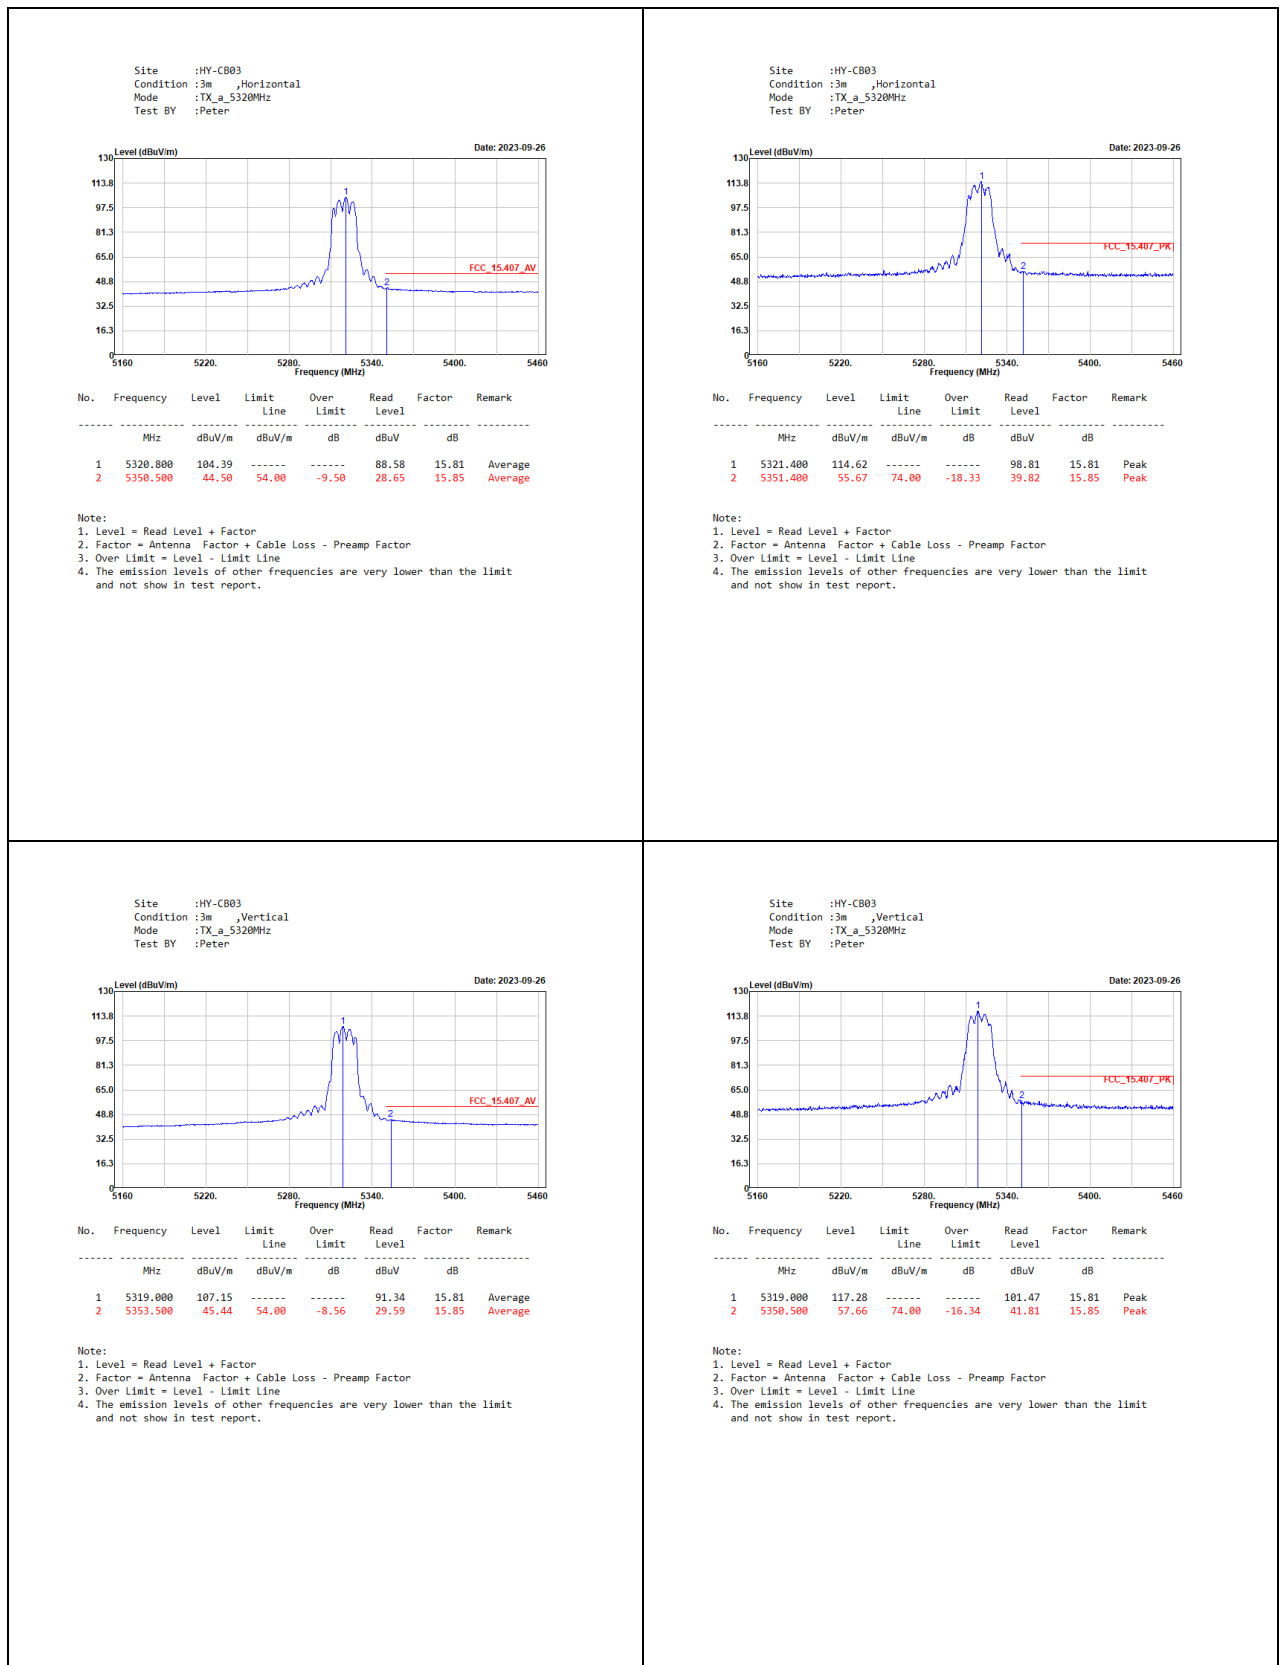 Site      :HY-CB03
Condition :3m    ,Horizontal
Mode      :TX_a_5320MHz
Test BY   :Peter
Level (dBuV/m)
Date: 2023-09-26
130
113.8
97.5
81.3
65.0
48.8
32.5
16.3
0
1
2
FCC_15.407_AV
5160 5220. 5280. 5340. 5400. 5460
Frequency (MHz)
No. Frequency Level Limit Over Read Factor Remark
Line Limit Level
------ ----------- -------- -------- --------- --------- -------- ---------
MHz dBuV/m dBuV/m dB dBuV dB
1 5320.800 104.39 ------ ------ 88.58 15.81 Average
2 5350.500 44.50 54.00 -9.50 28.65 15.85 Average
Note:
1. Level = Read Level + Factor
2. Factor = Antenna  Factor + Cable Loss - Preamp Factor
3. Over Limit = Level - Limit Line
4. The emission levels of other frequencies are very lower than the limit
and not show in test report.
Site      :HY-CB03
Condition :3m    ,Horizontal
Mode      :TX_a_5320MHz
Test BY   :Peter
Level (dBuV/m)
Date: 2023-09-26
130
113.8
97.5
81.3
65.0
48.8
32.5
16.3
0
1
2
FCC_15.407_PK
5160 5220. 5280. 5340. 5400. 5460
Frequency (MHz)
No. Frequency Level Limit Over Read Factor Remark
Line Limit Level
------ ----------- -------- -------- --------- --------- -------- ---------
MHz dBuV/m dBuV/m dB dBuV dB
1 5321.400 114.62 ------ ------ 98.81 15.81 Peak
2 5351.400 55.67 74.00 -18.33 39.82 15.85 Peak
Note:
1. Level = Read Level + Factor
2. Factor = Antenna  Factor + Cable Loss - Preamp Factor
3. Over Limit = Level - Limit Line
4. The emission levels of other frequencies are very lower than the limit
and not show in test report.
Site      :HY-CB03
Condition :3m    ,Vertical
Mode      :TX_a_5320MHz
Test BY   :Peter
Level (dBuV/m)
Date: 2023-09-26
130
113.8
97.5
81.3
65.0
48.8
32.5
16.3
0
1
2
FCC_15.407_AV
5160 5220. 5280. 5340. 5400. 5460
Frequency (MHz)
No. Frequency Level Limit Over Read Factor Remark
Line Limit Level
------ ----------- -------- -------- --------- --------- -------- ---------
MHz dBuV/m dBuV/m dB dBuV dB
1 5319.000 107.15 ------ ------ 91.34 15.81 Average
2 5353.500 45.44 54.00 -8.56 29.59 15.85 Average
Note:
1. Level = Read Level + Factor
2. Factor = Antenna  Factor + Cable Loss - Preamp Factor
3. Over Limit = Level - Limit Line
4. The emission levels of other frequencies are very lower than the limit
and not show in test report.
Site      :HY-CB03
Condition :3m    ,Vertical
Mode      :TX_a_5320MHz
Test BY   :Peter
Level (dBuV/m)
Date: 2023-09-26
130
113.8
97.5
81.3
65.0
48.8
32.5
16.3
0
1
2
FCC_15.407_PK
5160 5220. 5280. 5340. 5400. 5460
Frequency (MHz)
No. Frequency Level Limit Over Read Factor Remark
Line Limit Level
------ ----------- -------- -------- --------- --------- -------- ---------
MHz dBuV/m dBuV/m dB dBuV dB
1 5319.000 117.28 ------ ------ 101.47 15.81 Peak
2 5350.500 57.66 74.00 -16.34 41.81 15.85 Peak
Note:
1. Level = Read Level + Factor
2. Factor = Antenna  Factor + Cable Loss - Preamp Factor
3. Over Limit = Level - Limit Line
4. The emission levels of other frequencies are very lower than the limit
and not show in test report.